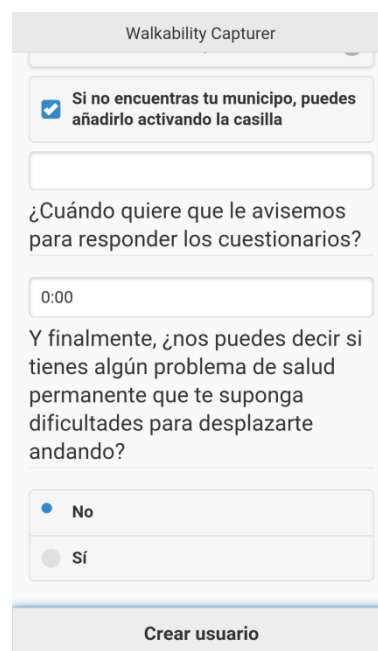 Walkability Capturer
Si no encuentras tu municipo, puedes
añadirlo activando la casilla
¿Cuándo quiere que le avisemos
para responder los cuestionarios?
0:00
Y finalmente, ¿nos puedes decir si
tienes algún problema de salud
permanente que te suponga
dificultades para desplazarte
andando?
No
Sí
Crear usuario